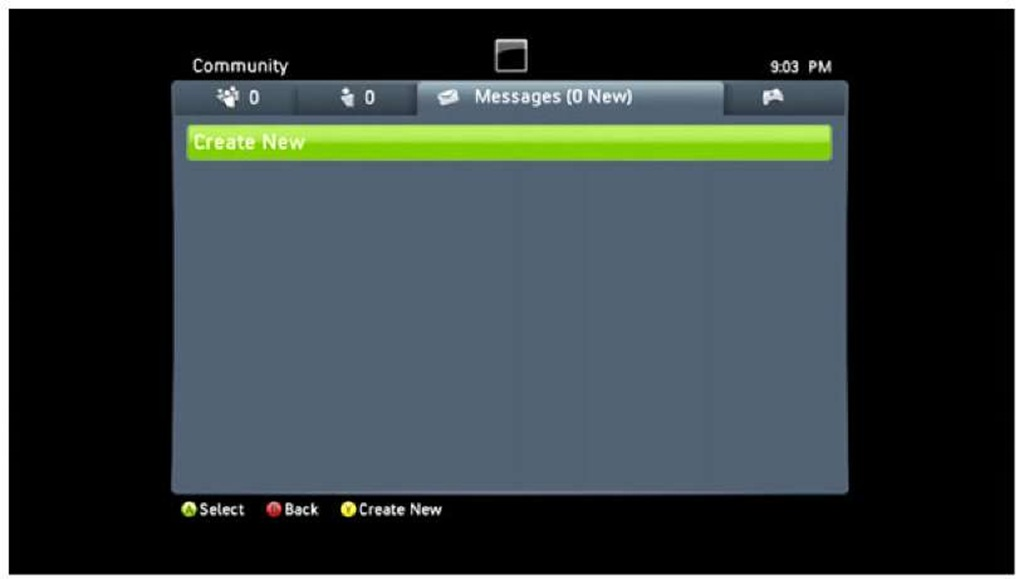 Community 9:03 PM
0 0 Messages (0 New)
Create New
A Select B Back Y Create New